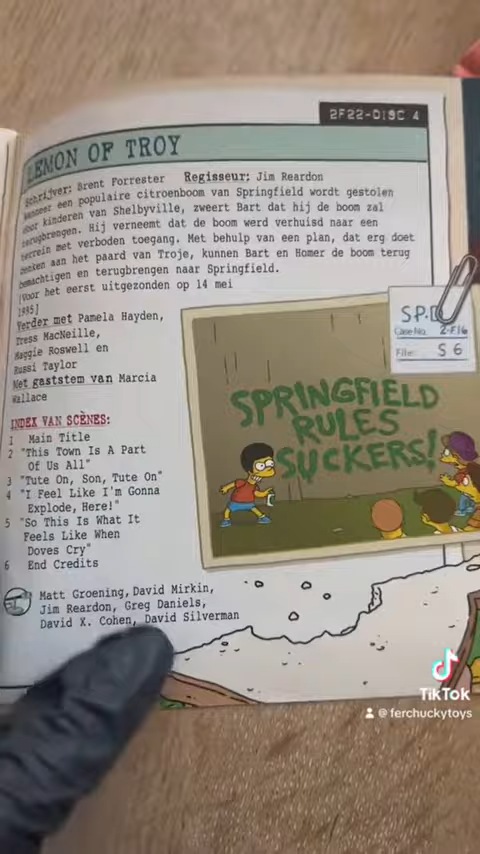 2F22-DISC 4
LEMON OF TROY
Schrijver: Brent Forrester Regisseur: Jim Reardon
Wanneer een populaire citroenboom van Springfield wordt gestolen
door kinderen van Shelbyville, zweert Bart dat hij de boom zal
terugbrengen. Hij verneemt dat de boom werd verhuisd naar een
terrein met verboden toegang. Met behulp van een plan, dat erg doet
denken aan het paard van Troje, kunnen Bart en Homer de boom terug
bemachtigen en terugbrengen naar Springfield.
[Voor het eerst uitgezonden op 14 mei
1995]
Verder met Pamela Hayden,
Tress MacNeille,
Maggie Roswell en
Russi Taylor
Met gaststem van Marcia
Wallace
INDEX VAN SCÈNES:
1 Main Title
2 "This Town Is A Part
Of Us All"
3 "Tute On, Son, Tute On"
4 "I Feel Like I'm Gonna
Explode, Here!"
5 "So This Is What It
Feels Like When
Doves Cry"
6 End Credits
Matt Groening, David Mirkin,
Jim Reardon, Greg Daniels,
David X. Cohen, David Silverman
S.P.D
Case No. 2-F16
File: S 6
SPRINGFIELD
RULES
SUCKERS!
TikTok
@ferchuckytoys